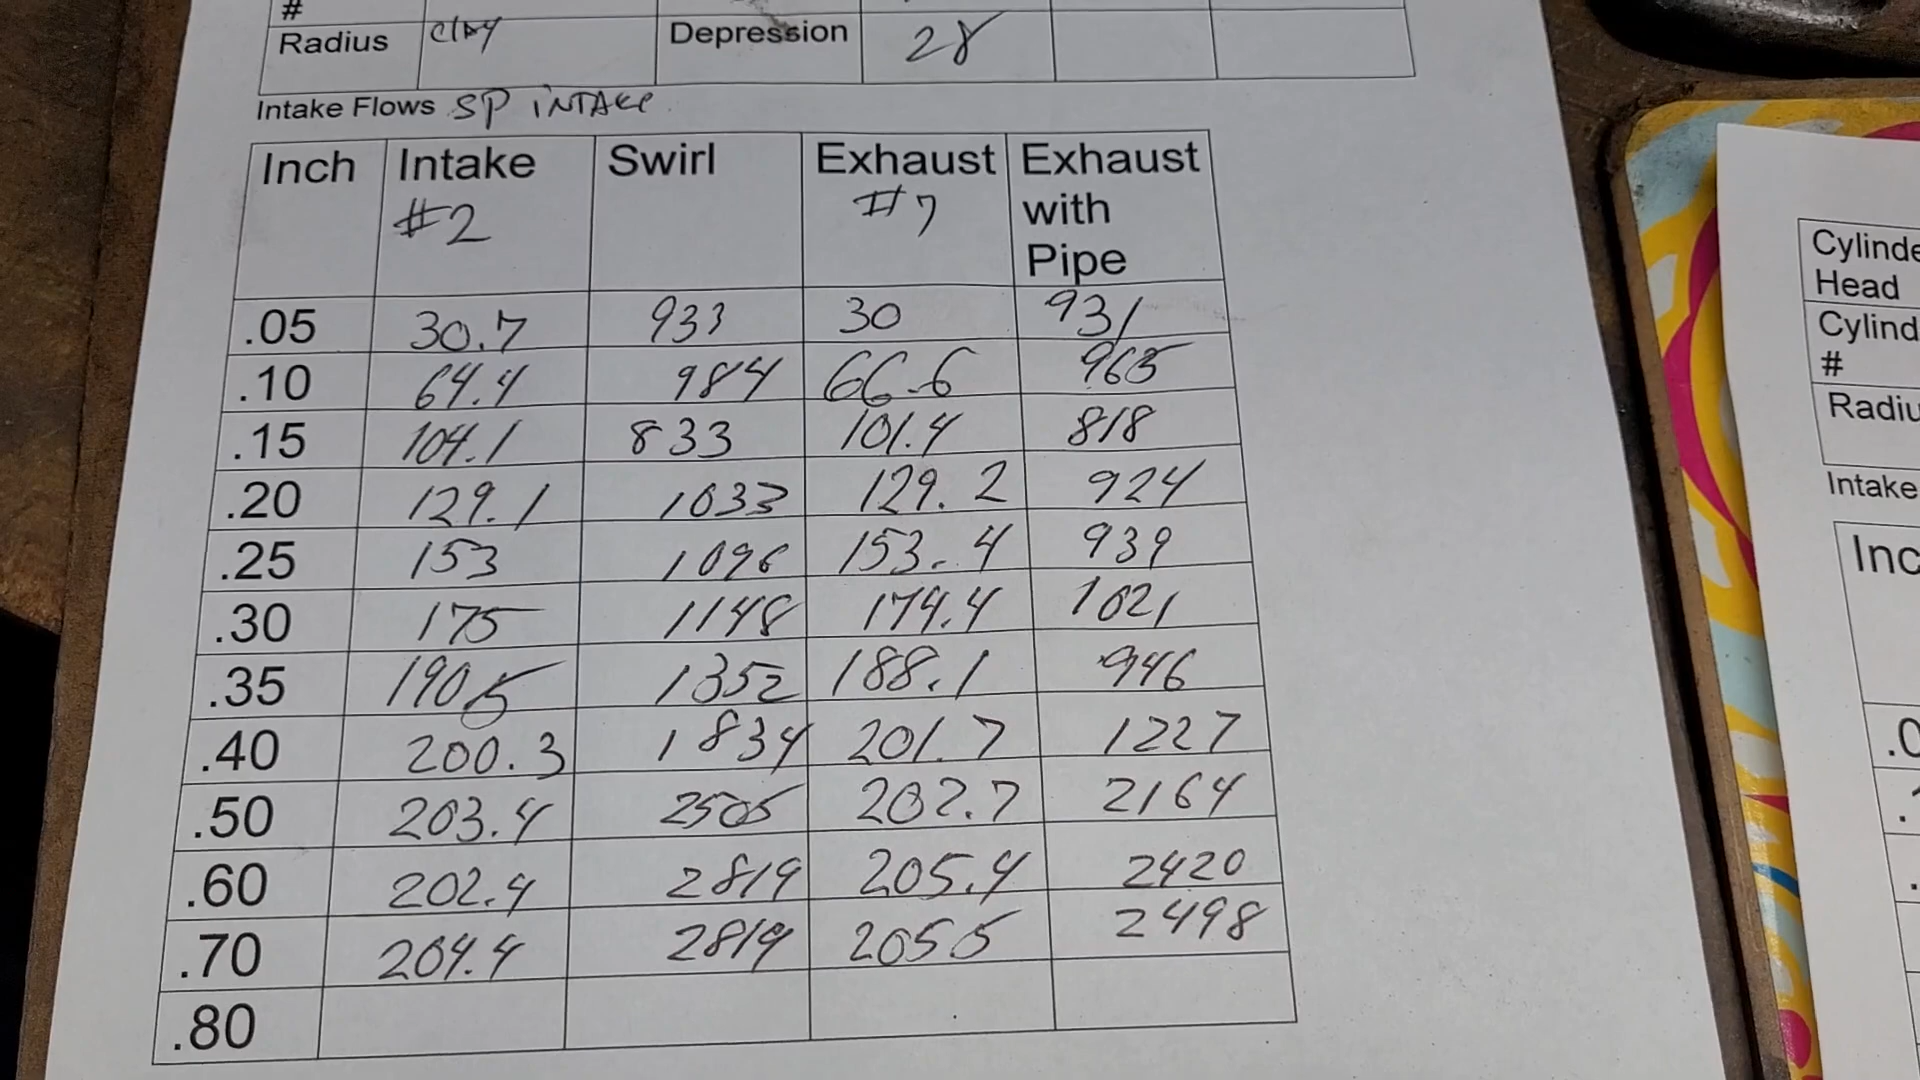 #
Radius clay Depression 28
Intake Flows SP INTAKE
Inch Intake Swirl Exhaust Exhaust
#2 #7 with
Pipe
.05 30.7 933 30 931
.10 64.4 984 66.6 965
.15 104.1 833 101.4 818
.20 129.1 1033 129.2 924
.25 153 1096 153.4 939
.30 175 1148 174.4 1021
.35 190.5 1352 188.1 946
.40 200.3 1834 201.7 1227
.50 203.4 2505 202.7 2164
.60 202.4 2819 205.4 2420
.70 204.4 2819 205.5 2498
.80
Cylinde
Head
Cylind
#
Radiu
Intake
Inc
.0